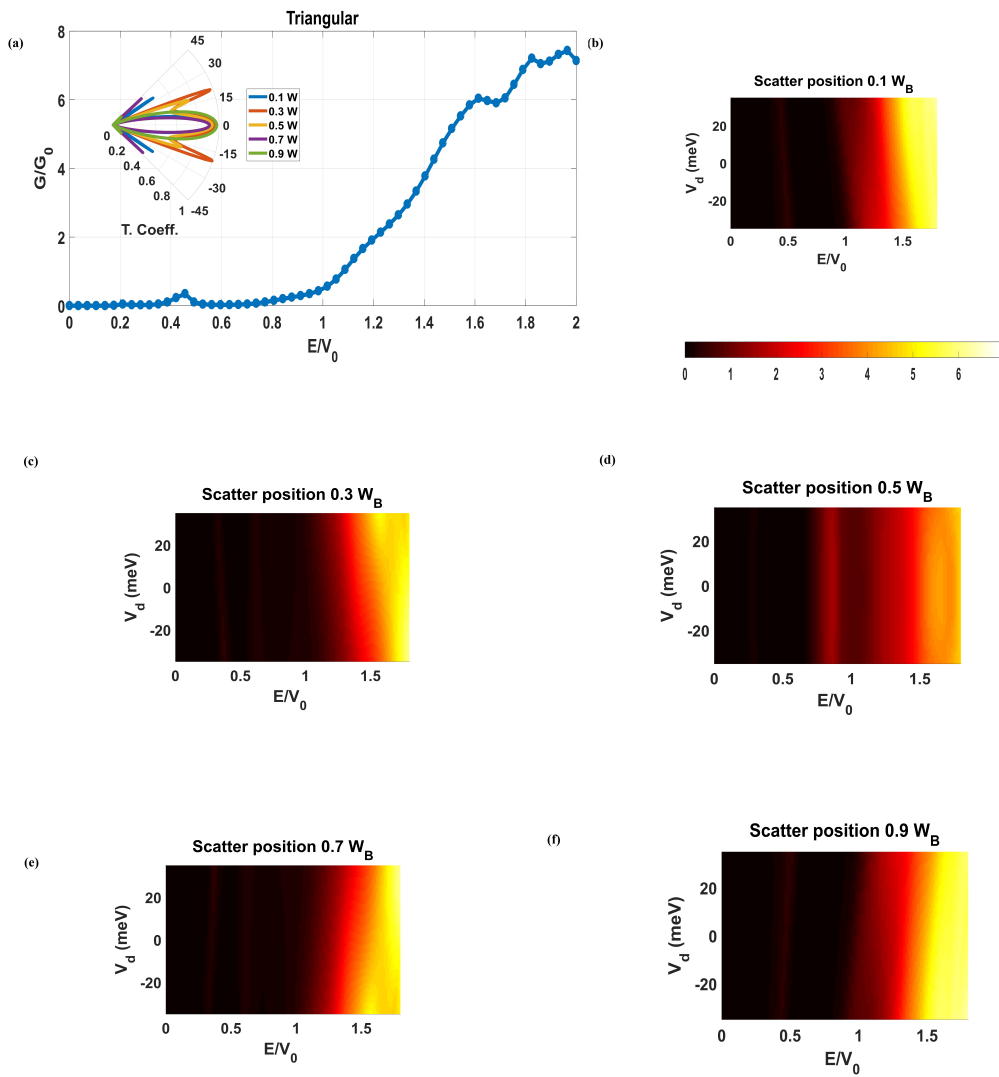 Triangular
(a)
8
6
4
2
0
G/G0
0 0.2 0.4 0.6 0.8 1 1.2 1.4 1.6 1.8 2
E/V0
45
30
15
0
-15
-30
-45
0
0.2
0.4
0.6
0.8
1
T. Coeff.
0.1 W
0.3 W
0.5 W
0.7 W
0.9 W
(b)
Scatter position 0.1 WB
20
0
-20
Vd (meV)
0 0.5 1 1.5
E/V0
0 1 2 3 4 5 6
(c)
Scatter position 0.3 WB
20
0
-20
Vd (meV)
0 0.5 1 1.5
E/V0
(d)
Scatter position 0.5 WB
20
0
-20
Vd (meV)
0 0.5 1 1.5
E/V0
(e)
Scatter position 0.7 WB
20
0
-20
Vd (meV)
0 0.5 1 1.5
E/V0
(f)
Scatter position 0.9 WB
20
0
-20
Vd (meV)
0 0.5 1 1.5
E/V0